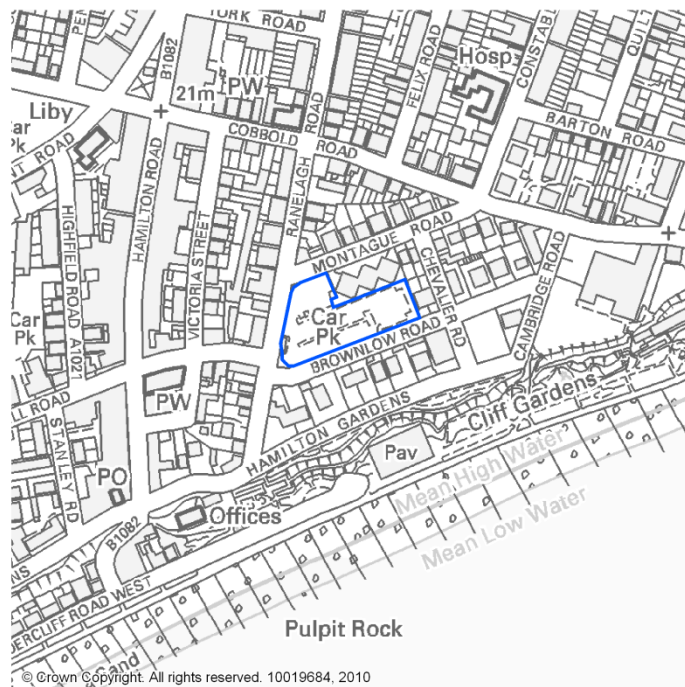 YORK ROAD
B1082
21m
PW
RANELAGH ROAD
FELIX ROAD
Hosp
CONSTABLE
Liby
Car
Pk
COBBOLD ROAD
BARTON ROAD
HAMILTON ROAD
VICTORIA STREET
HIGHFIELD ROAD
A1021
MONTAGUE ROAD
CHEVALIER RD
CAMBRIDGE ROAD
Car
Pk
Car
Pk
BROWNLOW ROAD
PW
STANLEY RD
HAMILTON GARDENS
Cliff Gardens
PO
Pav
Mean High Water
Mean Low Water
Offices
B1082
ROAD WEST
Pulpit Rock
Sand
© Crown Copyright. All rights reserved. 10019684, 2010